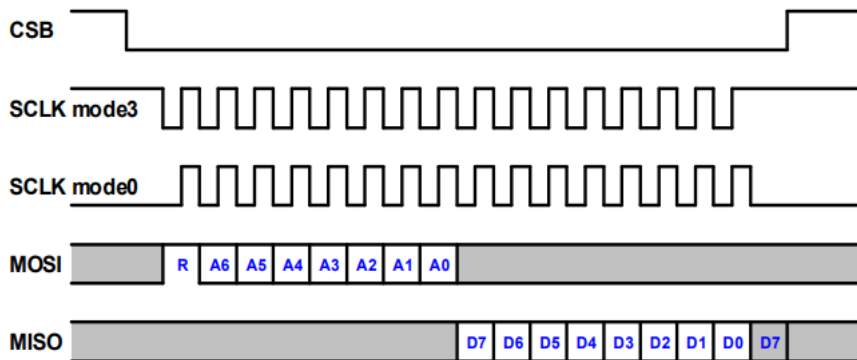 CSB
SCLK mode3
SCLK mode0
MOSI R A6 A5 A4 A3 A2 A1 A0
MISO D7 D6 D5 D4 D3 D2 D1 D0 D7